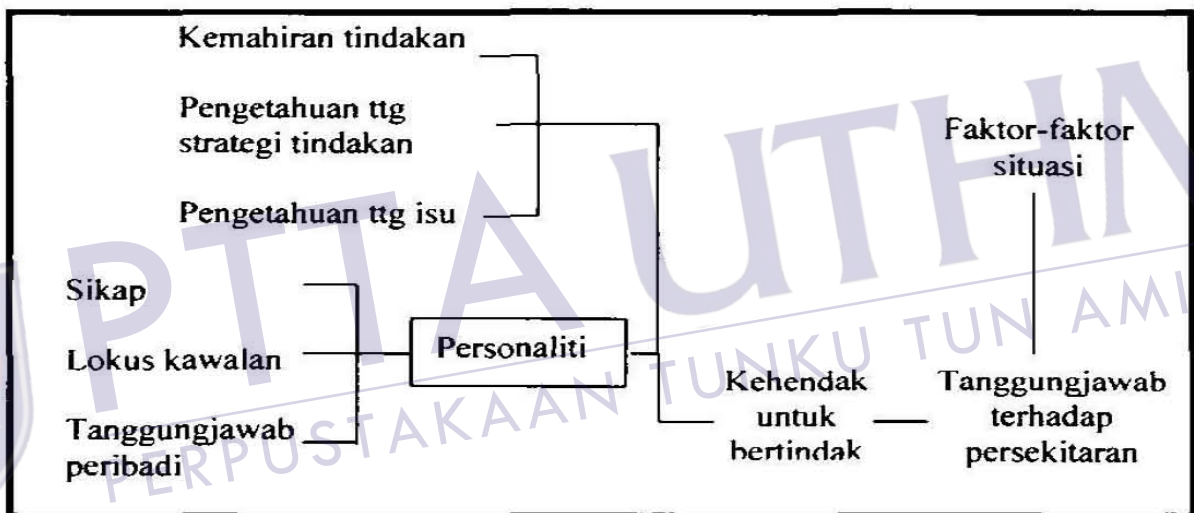 Kemahiran tindakan
Pengetahuan ttg
strategi tindakan
Pengetahuan ttg isu
Sikap
Lokus kawalan
Tanggungjawab
peribadi
Personaliti
Kehendak
untuk
bertindak
Faktor-faktor
situasi
Tanggungjawab
terhadap
persekitaran
PTTA UTHM
PERPUSTAKAAN TUNKU TUN AMI